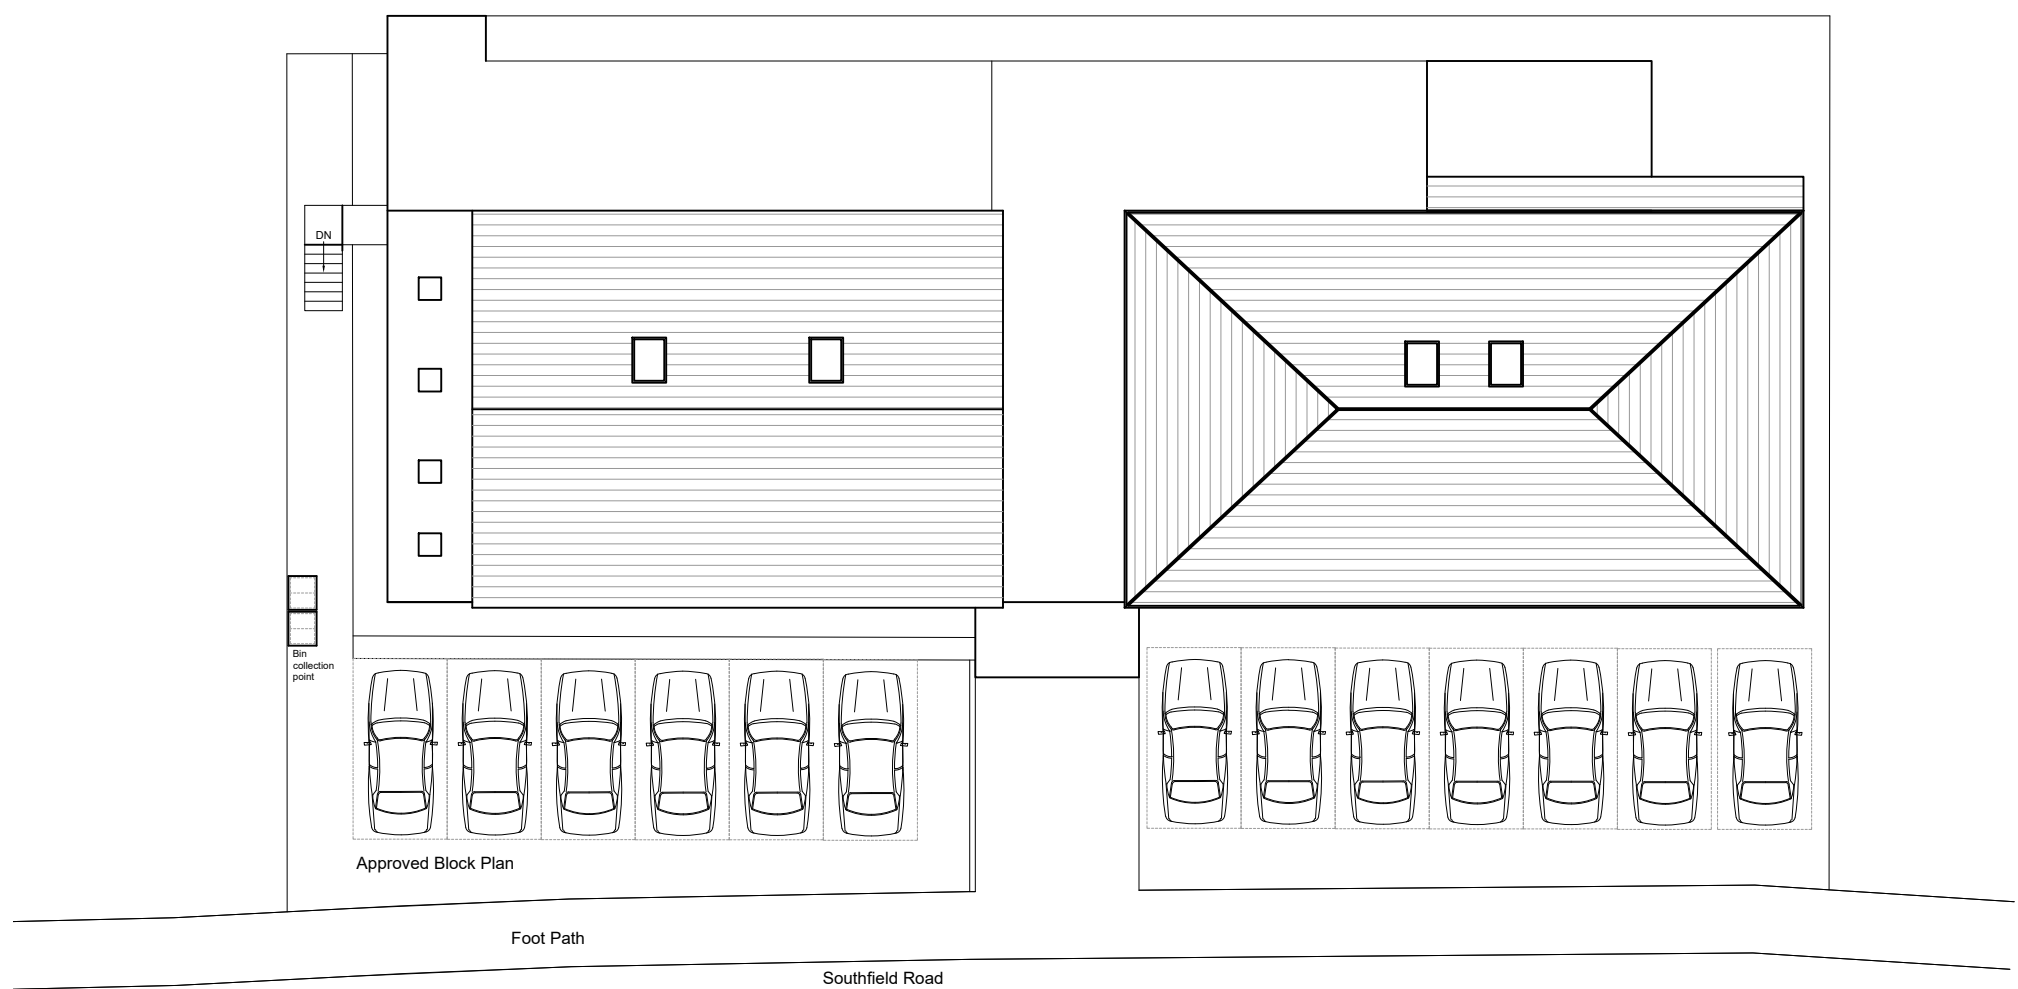 DN
Bin
collection
point
Approved Block Plan
Foot Path
Southfield Road